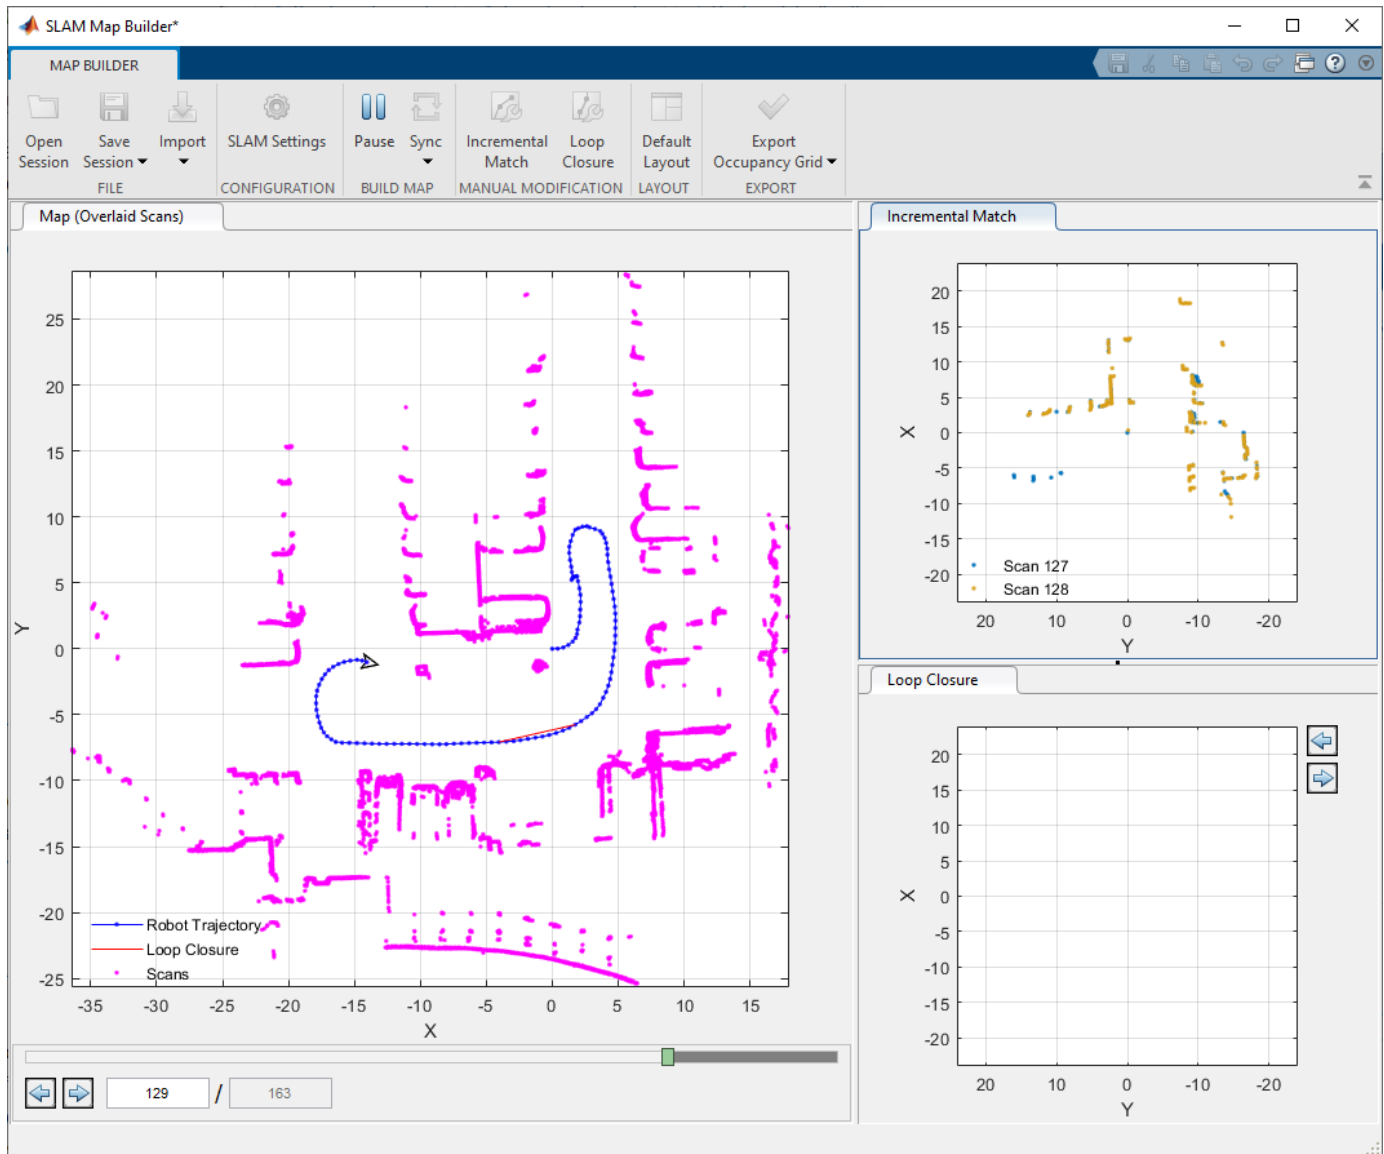 SLAM Map Builder*
MAP BUILDER
Open Session
Save Session
Import
SLAM Settings
Pause
Sync
Incremental Match
Loop Closure
Default Layout
Export Occupancy Grid
FILE
CONFIGURATION
BUILD MAP
MANUAL MODIFICATION
LAYOUT
EXPORT
Map (Overlaid Scans)
25
20
15
10
5
0
-5
-10
-15
-20
-25
Y
Robot Trajectory
Loop Closure
Scans
-35 -30 -25 -20 -15 -10 -5 0 5 10 15
X
129 / 163
Incremental Match
20
15
10
5
0
-5
-10
-15
-20
X
Scan 127
Scan 128
20 10 0 -10 -20
Y
Loop Closure
20
15
10
5
0
-5
-10
-15
-20
X
20 10 0 -10 -20
Y